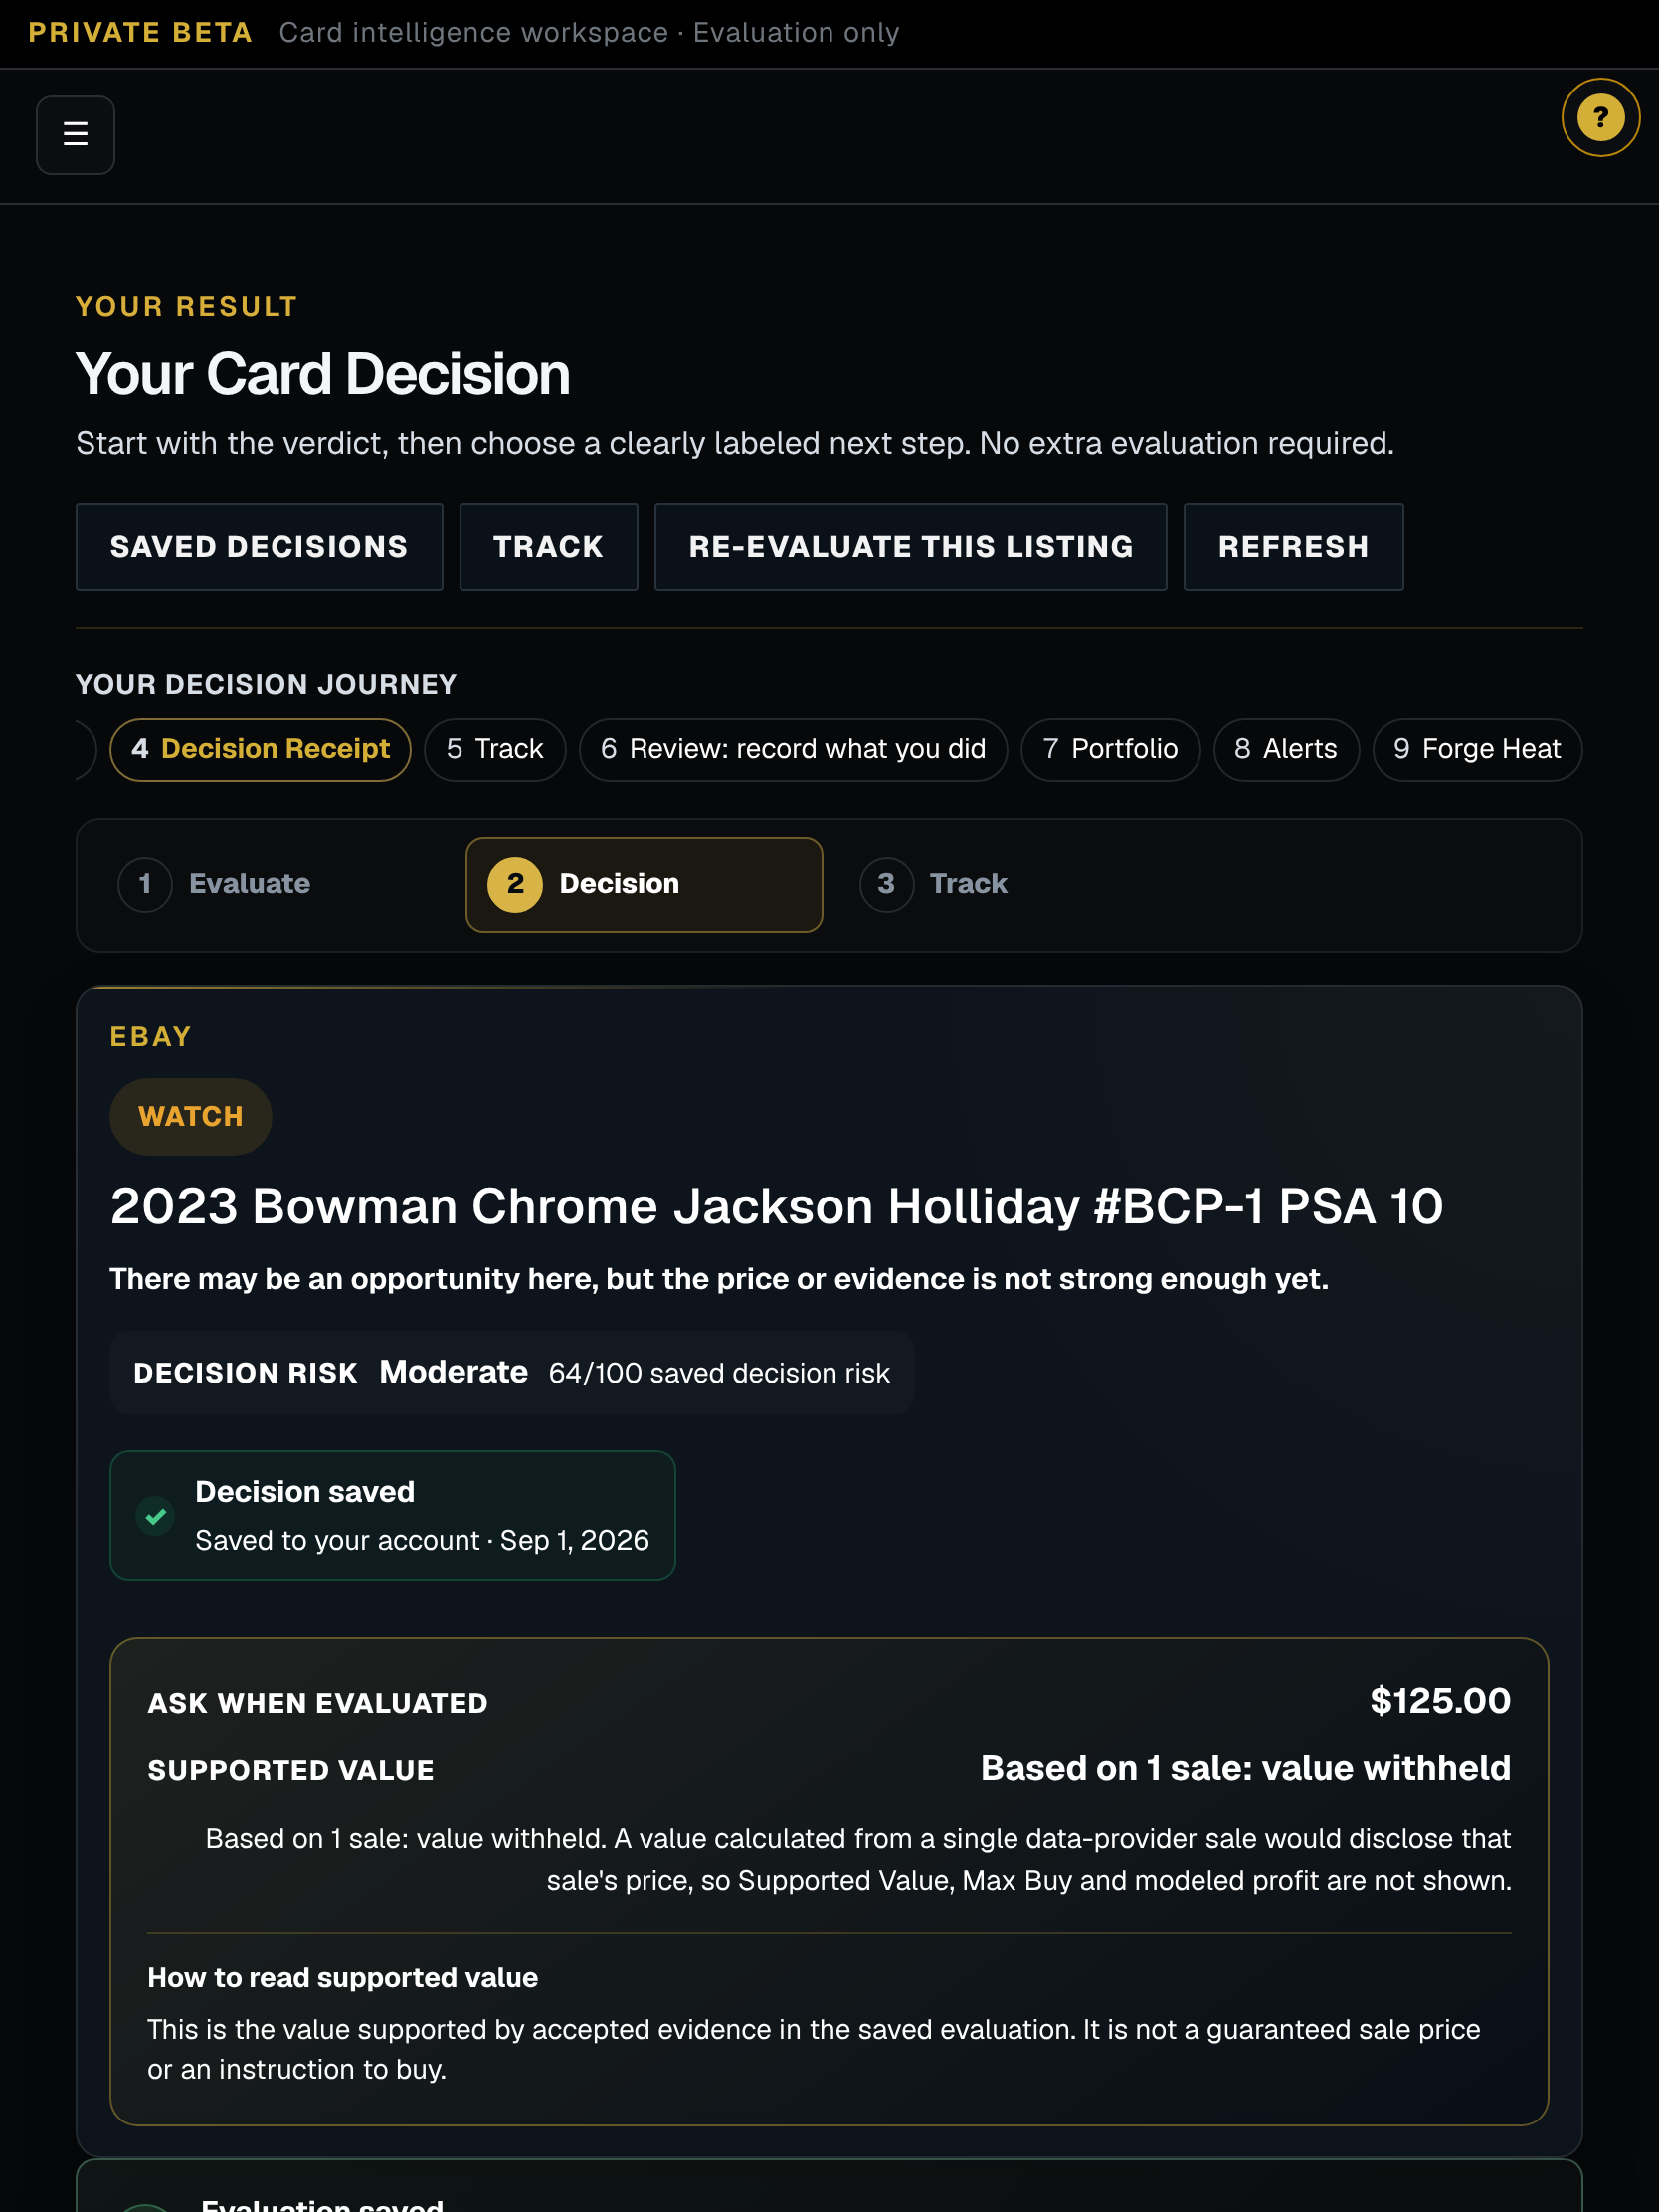 PRIVATE BETA Card intelligence workspace · Evaluation only
☰
?
YOUR RESULT
Your Card Decision
Start with the verdict, then choose a clearly labeled next step. No extra evaluation required.
SAVED DECISIONS TRACK RE-EVALUATE THIS LISTING REFRESH
YOUR DECISION JOURNEY
4 Decision Receipt 5 Track 6 Review: record what you did 7 Portfolio 8 Alerts 9 Forge Heat
1 Evaluate 2 Decision 3 Track
EBAY
WATCH
2023 Bowman Chrome Jackson Holliday #BCP-1 PSA 10
There may be an opportunity here, but the price or evidence is not strong enough yet.
DECISION RISK Moderate 64/100 saved decision risk
Decision saved
Saved to your account · Sep 1, 2026
ASK WHEN EVALUATED $125.00
SUPPORTED VALUE Based on 1 sale: value withheld
Based on 1 sale: value withheld. A value calculated from a single data-provider sale would disclose that
sale's price, so Supported Value, Max Buy and modeled profit are not shown.
How to read supported value
This is the value supported by accepted evidence in the saved evaluation. It is not a guaranteed sale price
or an instruction to buy.
Evaluation saved